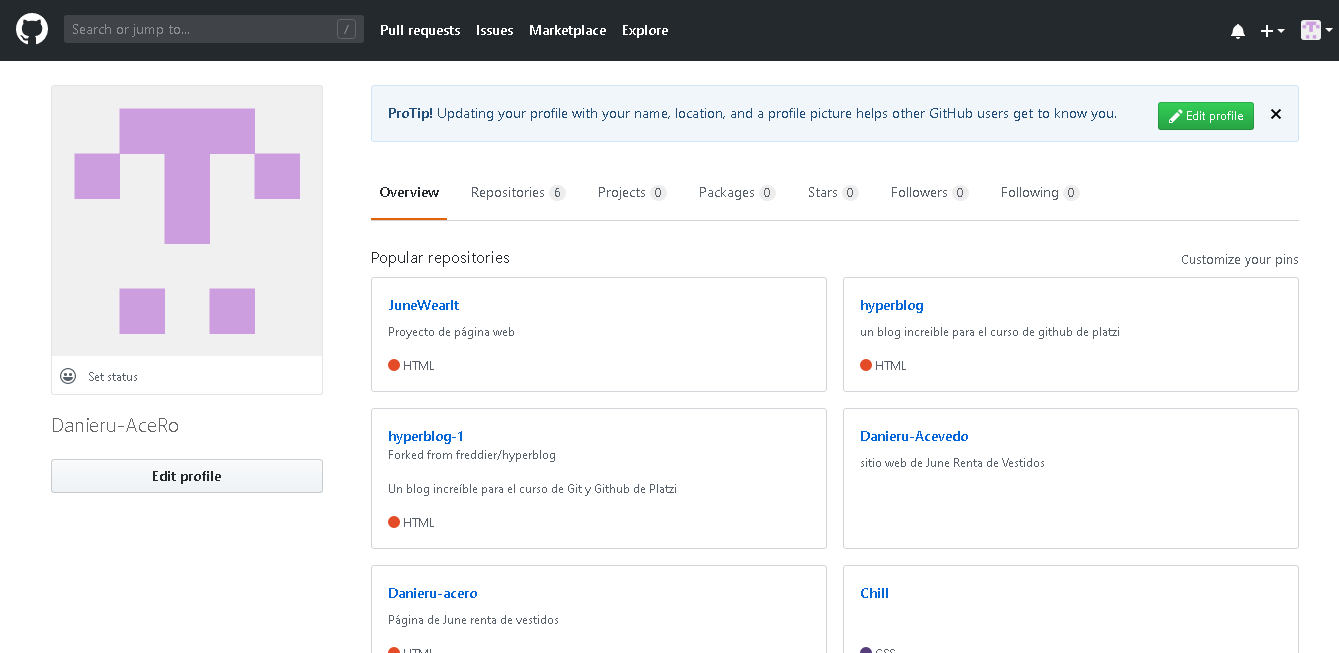 Search or jump to... / Pull requests Issues Marketplace Explore
ProTip! Updating your profile with your name, location, and a profile picture helps other GitHub users get to know you. Edit profile
Overview Repositories 6 Projects 0 Packages 0 Stars 0 Followers 0 Following 0
Set status
Danieru-AceRo
Edit profile
Popular repositories Customize your pins
JuneWearIt
Proyecto de página web
HTML
hyperblog
un blog increible para el curso de github de platzi
HTML
hyperblog-1
Forked from freddier/hyperblog
Un blog increíble para el curso de Git y Github de Platzi
HTML
Danieru-Acevedo
sitio web de June Renta de Vestidos
Danieru-acero
Página de June renta de vestidos
HTML
Chill
CSS